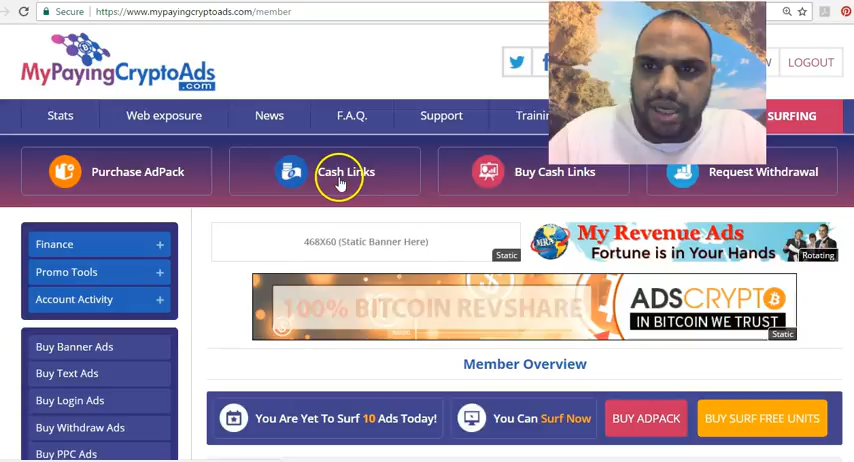 Secure
https://www.mypayingcryptoads.com/member
MyPayingCryptoAds
.com
LOGOUT
Stats
Web exposure
News
F.A.Q.
Support
SURFING
Purchase AdPack
Cash Links
Buy Cash Links
Request Withdrawal
Finance
Promo Tools
Account Activity
468X60 (Static Banner Here)
Static
My Revenue Ads
MRA
Fortune is in Your Hands
Rotating
100% BITCOIN REVSHARE
ADSCRYPTO
IN BITCOIN WE TRUST
Static
Member Overview
Buy Banner Ads
Buy Text Ads
Buy Login Ads
Buy Withdraw Ads
Buy PPC Ads
You Are Yet To Surf 10 Ads Today!
You Can Surf Now
BUY ADPACK
BUY SURF FREE UNITS